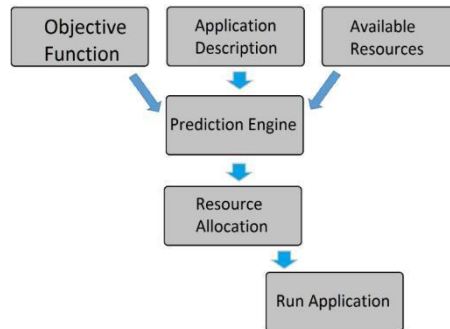 Objective
Function
Application
Description
Available
Resources
Prediction Engine
Resource
Allocation
Run Application